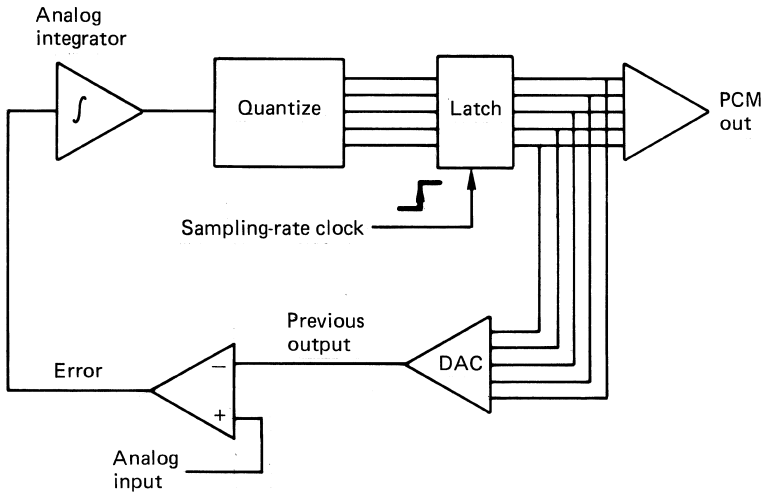 Analog
integrator
∫
Quantize
Latch
PCM
out
Sampling-rate clock
Previous
output
DAC
Error
−
+
Analog
input